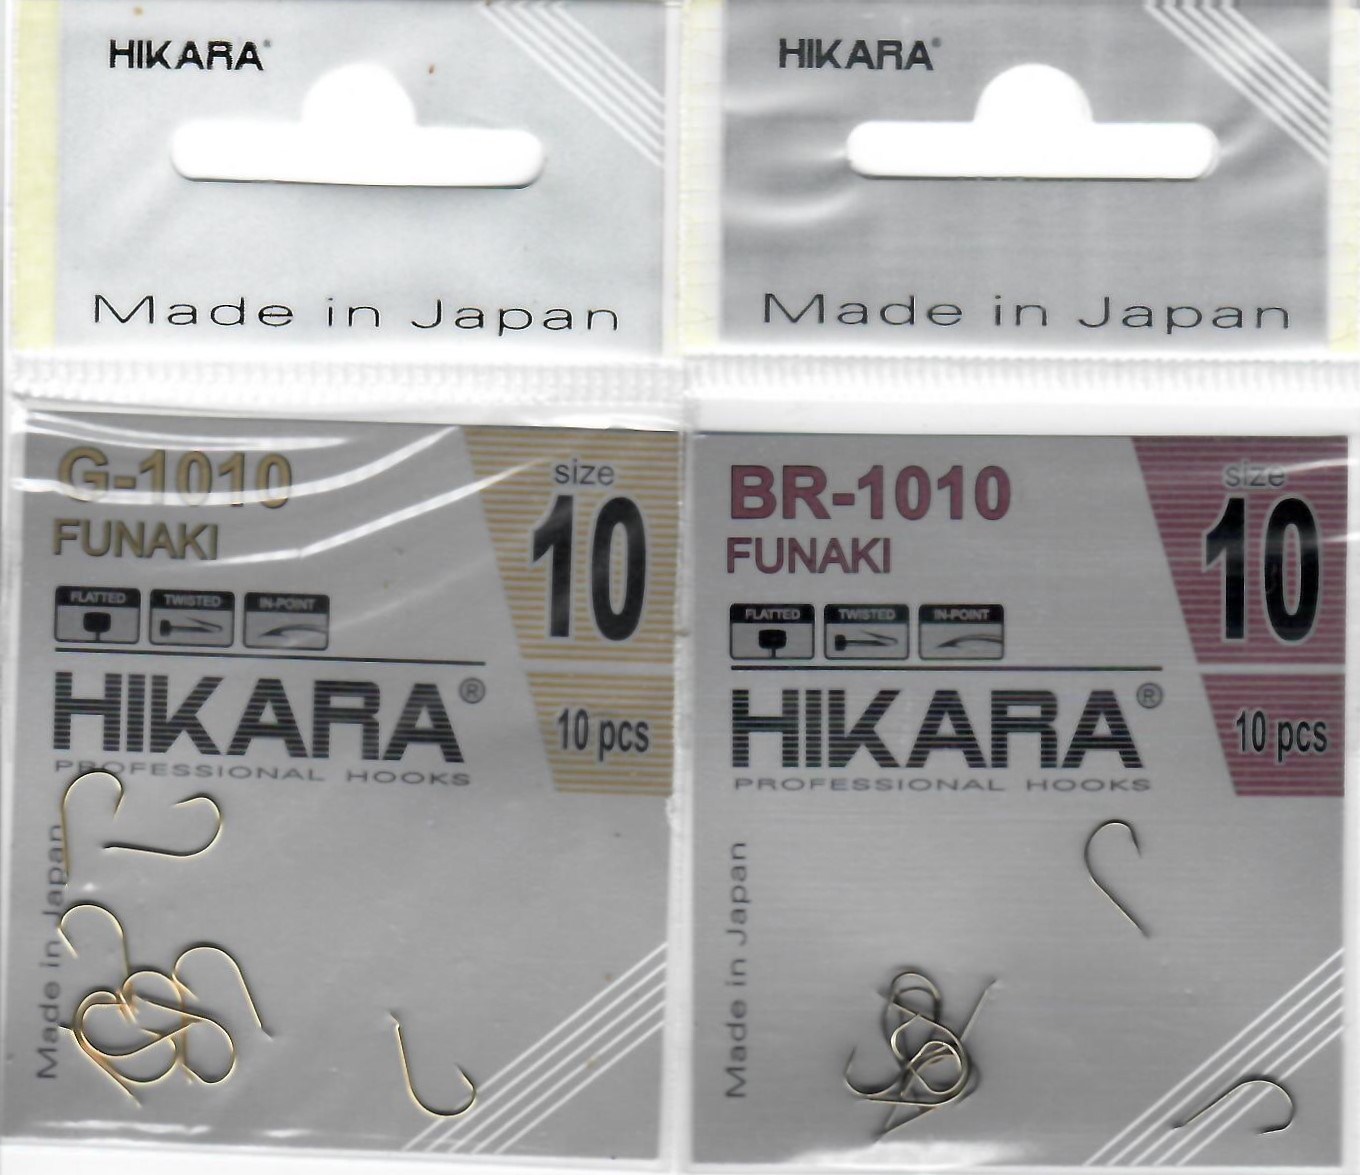 HIKARA®
Made in Japan
G-1010
FUNAKI
size
10
FLATTED
TWISTED
IN-POINT
HIKARA®
10 pcs
PROFESSIONAL HOOKS
Made in Japan
HIKARA®
Made in Japan
BR-1010
FUNAKI
size
10
FLATTED
TWISTED
IN-POINT
HIKARA®
10 pcs
PROFESSIONAL HOOKS
Made in Japan